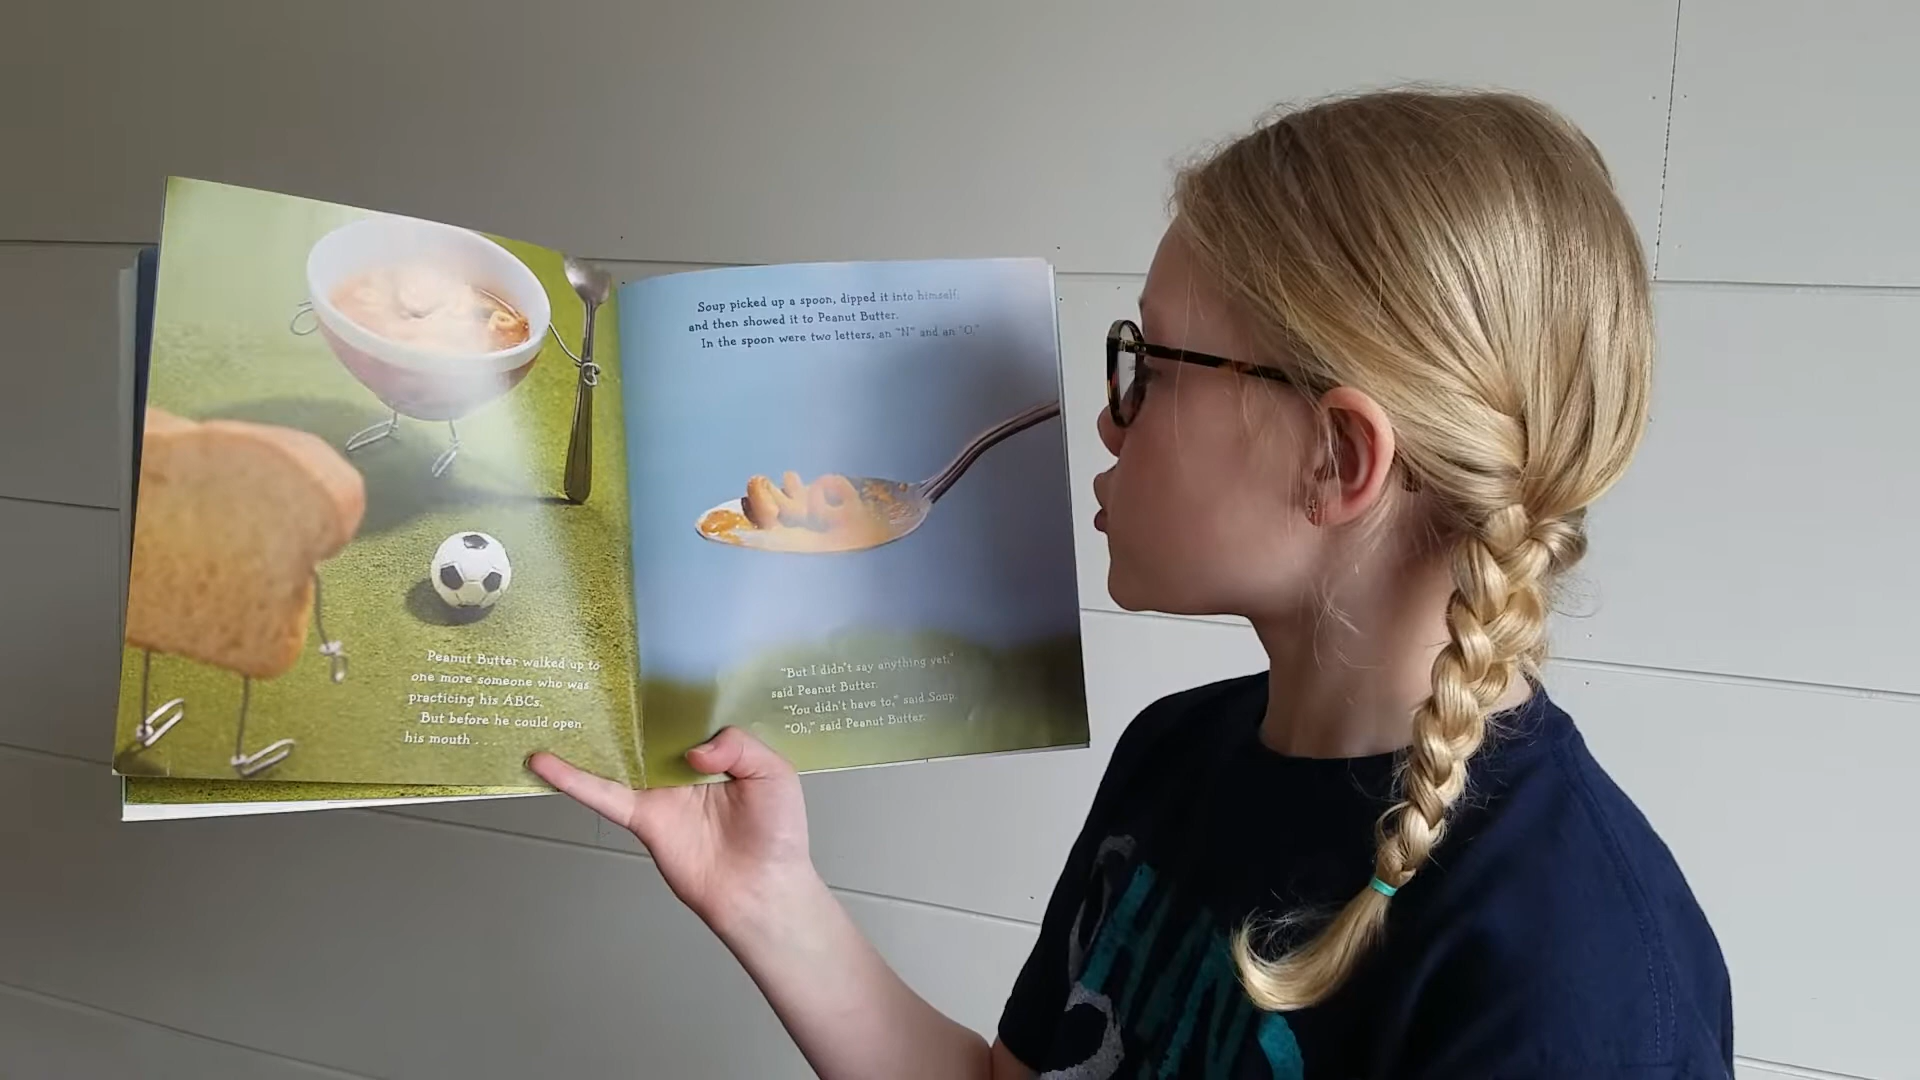 Peanut Butter walked up to
one more someone who was
practicing his ABCs.
But before he could open
his mouth . . .
Soup picked up a spoon, dipped it into himself,
and then showed it to Peanut Butter.
In the spoon were two letters, an "N" and an "O."
NO
"But I didn't say anything yet,"
said Peanut Butter.
"You didn't have to," said Soup.
"Oh," said Peanut Butter.